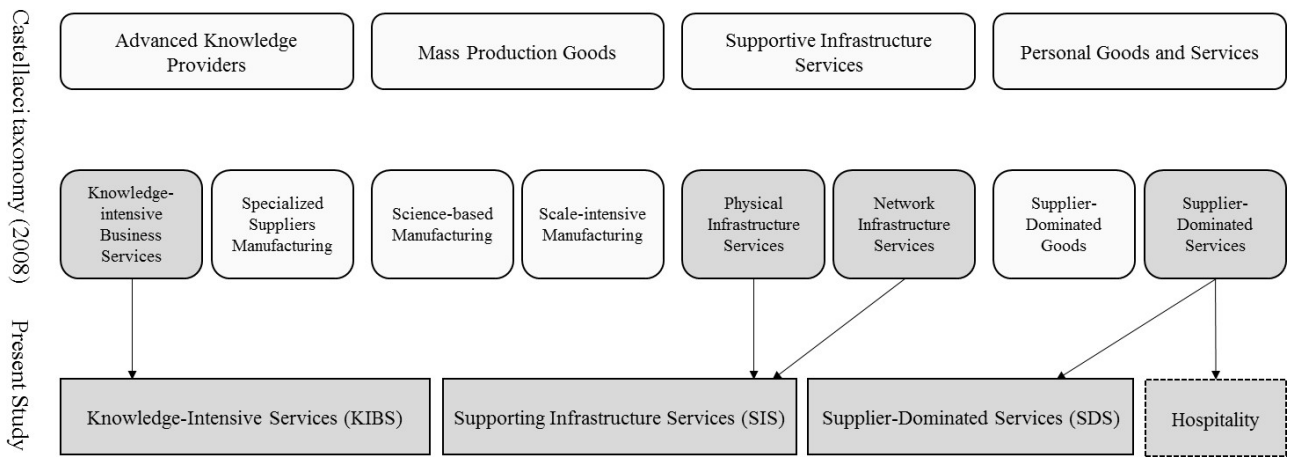 Castellacci taxonomy (2008)
Advanced Knowledge
Providers
Mass Production Goods
Supportive Infrastructure
Services
Personal Goods and Services
Knowledge-
intensive
Business
Services
Specialized
Suppliers
Manufacturing
Science-based
Manufacturing
Scale-intensive
Manufacturing
Physical
Infrastructure
Services
Network
Infrastructure
Services
Supplier-
Dominated
Goods
Supplier-
Dominated
Services
Present Study
Knowledge-Intensive Services (KIBS)
Supporting Infrastructure Services (SIS)
Supplier-Dominated Services (SDS)
Hospitality